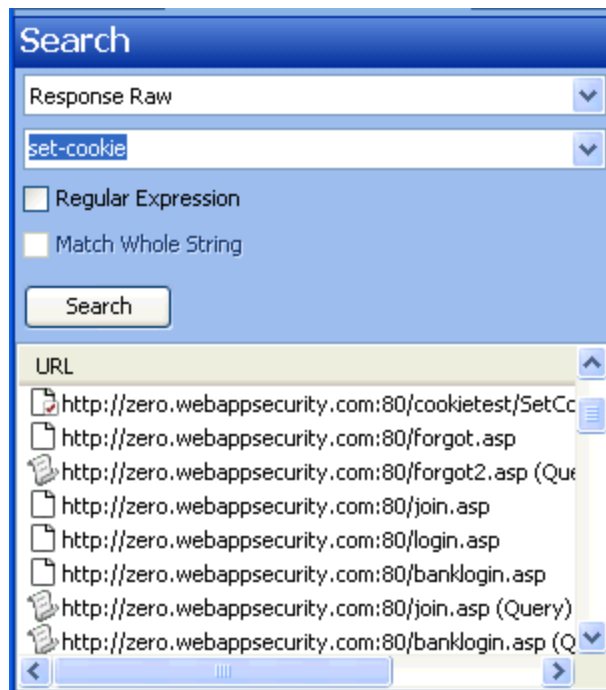 Search
Response Raw
set-cookie
Regular Expression
Match Whole String
Search
URL
http://zero.webappsecurity.com:80/cookietest/SetCo
http://zero.webappsecurity.com:80/forgot.asp
http://zero.webappsecurity.com:80/forgot2.asp (Que
http://zero.webappsecurity.com:80/join.asp
http://zero.webappsecurity.com:80/login.asp
http://zero.webappsecurity.com:80/banklogin.asp
http://zero.webappsecurity.com:80/join.asp (Query)
http://zero.webappsecurity.com:80/banklogin.asp (Q